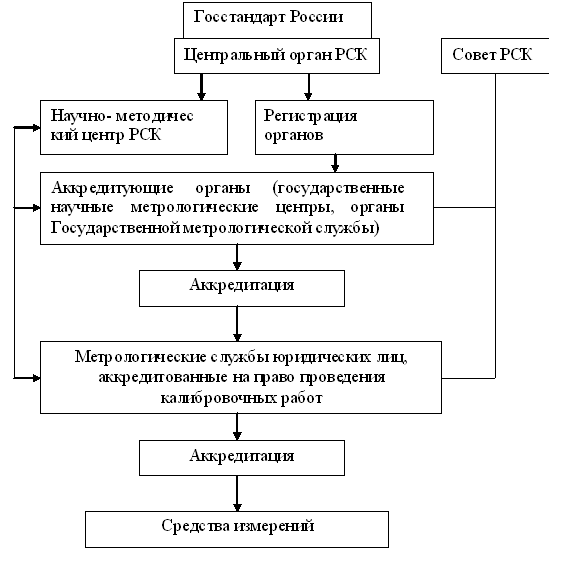 Госстандарт России
Центральный орган РСК
Совет РСК
Научно- методичес
кий центр РСК
Регистрация
органов
Аккредитующие органы (государственные
научные метрологические центры, органы
Государственной метрологической службы)
Аккредитация
Метрологические службы юридических лиц,
аккредитованные на право проведения
калибровочных работ
Аккредитация
Средства измерений